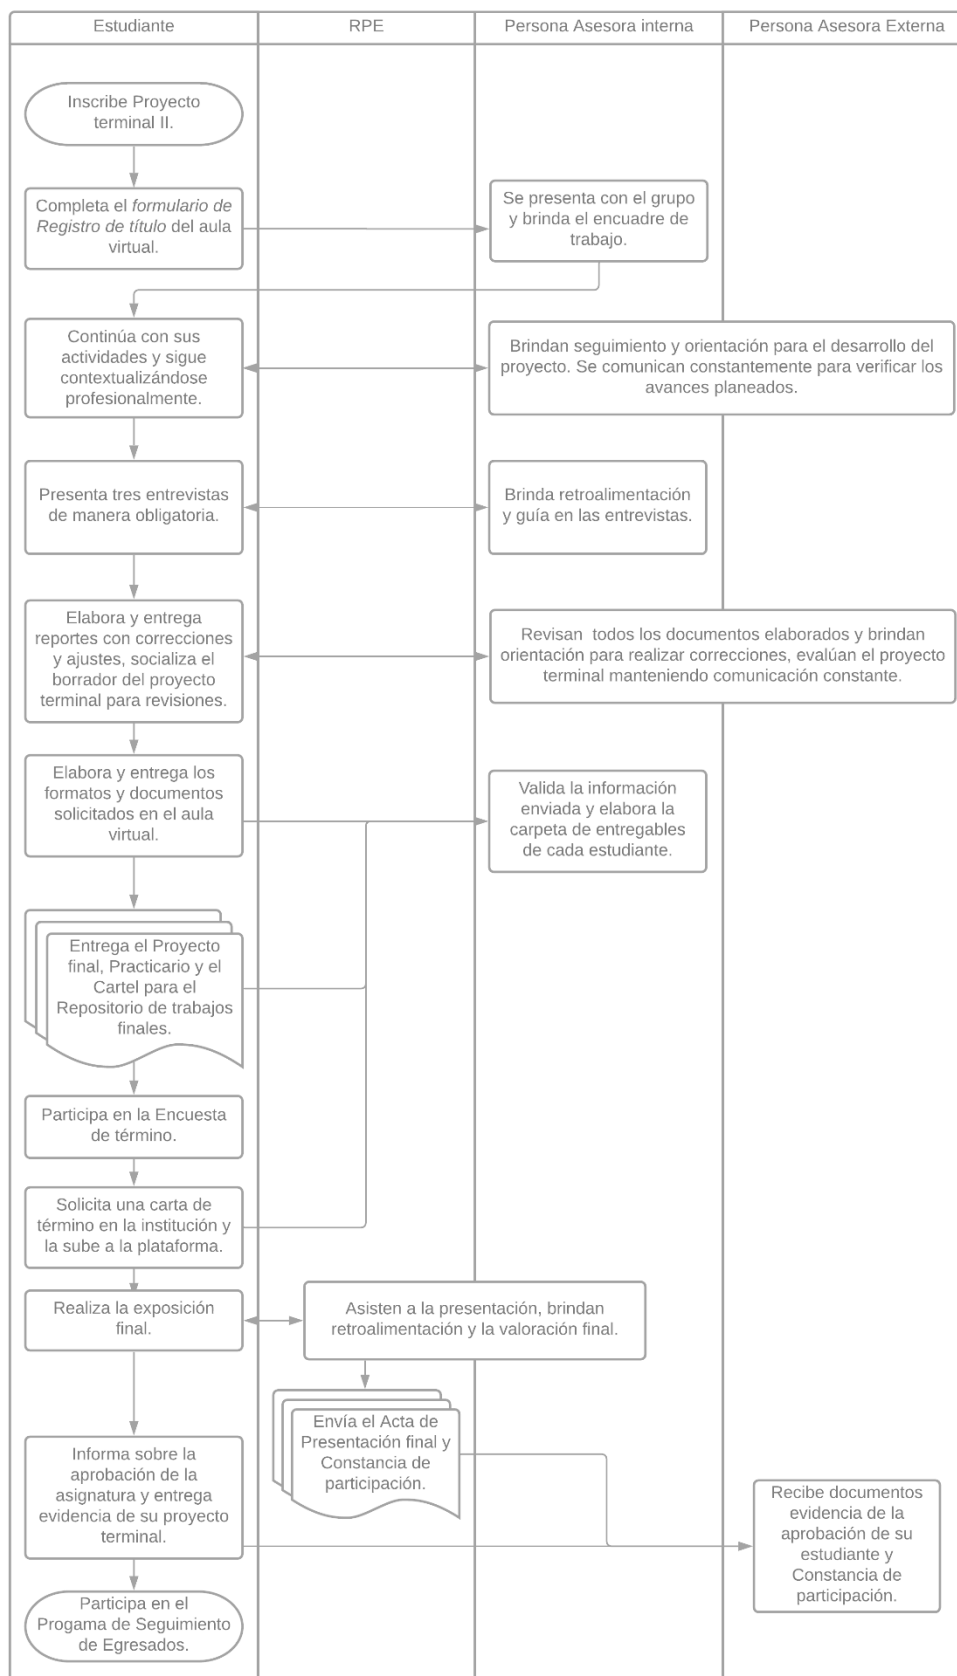 Estudiante
RPE
Persona Asesora interna
Persona Asesora Externa
Inscribe Proyecto
terminal II.
Completa el formulario de
Registro de título del aula
virtual.
Se presenta con el grupo
y brinda el encuadre de
trabajo.
Continúa con sus
actividades y sigue
contextualizándose
profesionalmente.
Brindan seguimiento y orientación para el desarrollo del
proyecto. Se comunican constantemente para verificar los
avances planeados.
Presenta tres entrevistas
de manera obligatoria.
Brinda retroalimentación
y guía en las entrevistas.
Elabora y entrega
reportes con correcciones
y ajustes, socializa el
borrador del proyecto
terminal para revisiones.
Revisan todos los documentos elaborados y brindan
orientación para realizar correcciones, evalúan el proyecto
terminal manteniendo comunicación constante.
Elabora y entrega los
formatos y documentos
solicitados en el aula
virtual.
Valida la información
enviada y elabora la
carpeta de entregables
de cada estudiante.
Entrega el Proyecto
final, Practicario y el
Cartel para el
Repositorio de trabajos
finales.
Participa en la Encuesta
de término.
Solicita una carta de
término en la institución y
la sube a la plataforma.
Realiza la exposición
final.
Asisten a la presentación, brindan
retroalimentación y la valoración final.
Envía el Acta de
Presentación final y
Constancia de
participación.
Informa sobre la
aprobación de la
asignatura y entrega
evidencia de su proyecto
terminal.
Recibe documentos
evidencia de la
aprobación de su
estudiante y
Constancia de
participación.
Participa en el
Progama de Seguimiento
de Egresados.